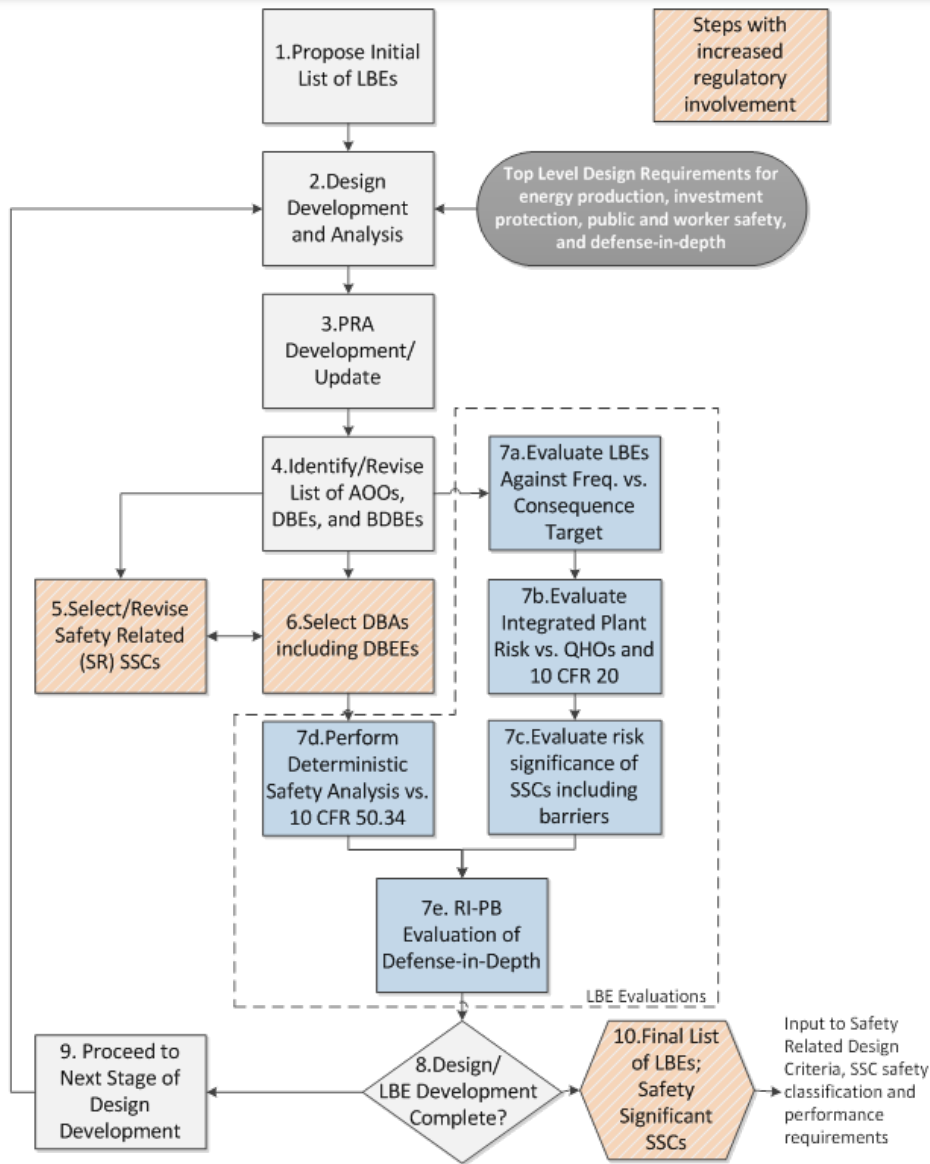 1.Propose Initial
List of LBEs
Steps with
increased
regulatory
involvement
2.Design
Development
and Analysis
Top Level Design Requirements for
energy production, investment
protection, public and worker safety,
and defense-in-depth
3.PRA
Development/
Update
4.Identify/Revise
List of AOOs,
DBEs, and BDBEs
7a.Evaluate LBEs
Against Freq. vs.
Consequence
Target
5.Select/Revise
Safety Related
(SR) SSCs
6.Select DBAs
including DBEEs
7b.Evaluate
Integrated Plant
Risk vs. QHOs and
10 CFR 20
7d.Perform
Deterministic
Safety Analysis vs.
10 CFR 50.34
7c.Evaluate risk
significance of
SSCs including
barriers
7e. RI-PB
Evaluation of
Defense-in-Depth
LBE Evaluations
9. Proceed to
Next Stage of
Design
Development
8.Design/
LBE Development
Complete?
10.Final List
of LBEs;
Safety
Significant
SSCs
Input to Safety
Related Design
Criteria, SSC safety
classification and
performance
requirements